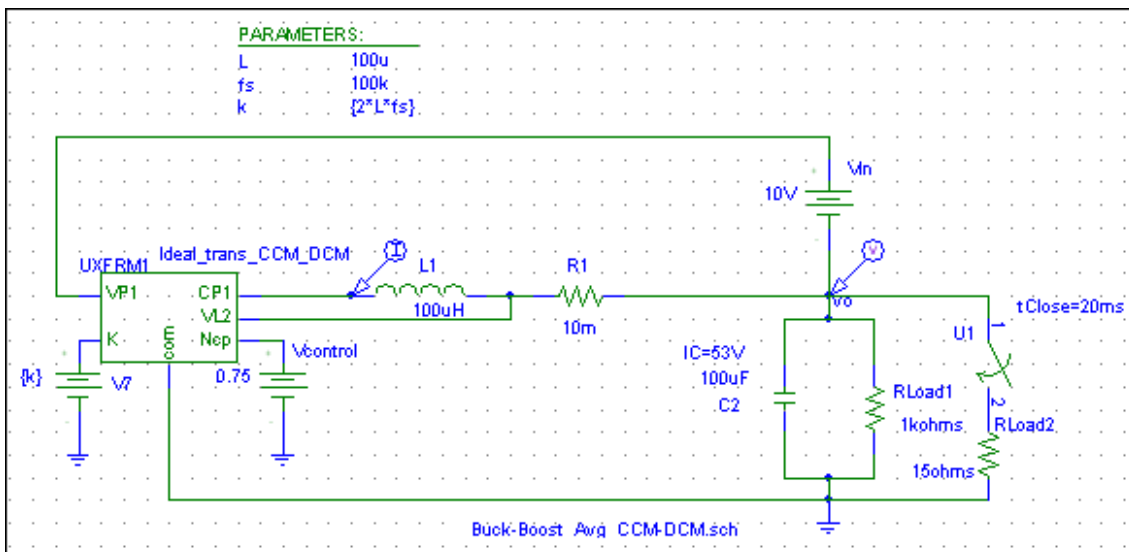 PARAMETERS:
L 100u
fs 100k
k {2*L*fs}
Vin
10V
Ideal_trans_CCM_DCM
UXFRM1
I
L1
R1
V
VP1
CP1
VL2
100uH
10m
Vo
tClose=20ms
K
Ncp
com
Vcontrol
U1
1
{k}
V7
0.75
IC=53V
100uF
C2
RLoad1
1kohms
2
RLoad2
15ohms
Buck-Boost_Avg_CCM-DCM.sch